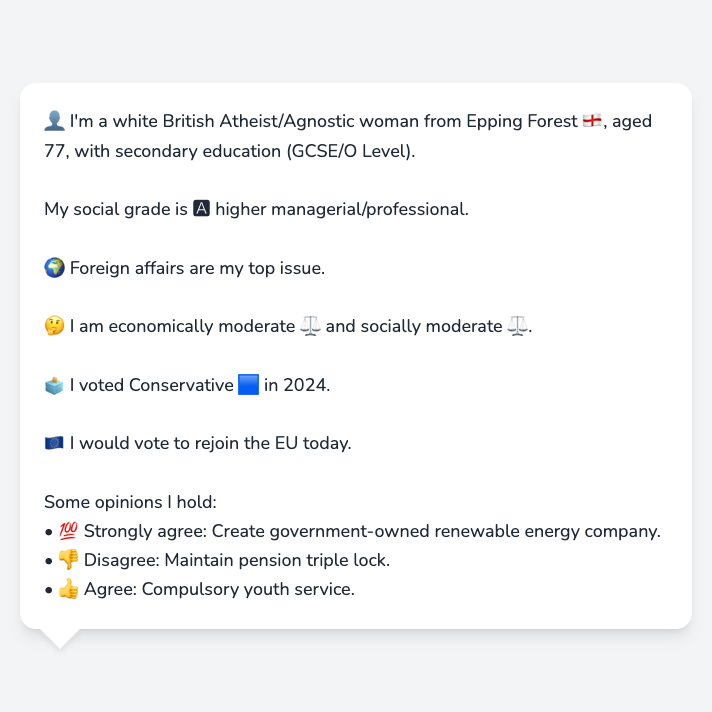 👤 I'm a white British Atheist/Agnostic woman from Epping Forest 🏴󠁧󠁢󠁥󠁮󠁧󠁿, aged
77, with secondary education (GCSE/O Level).
My social grade is 🅰 higher managerial/professional.
🌍 Foreign affairs are my top issue.
🤔 I am economically moderate ⚖️ and socially moderate ⚖️.
🗳️ I voted Conservative 🟦 in 2024.
🇪🇺 I would vote to rejoin the EU today.
Some opinions I hold:
• 💯 Strongly agree: Create government-owned renewable energy company.
• 👎 Disagree: Maintain pension triple lock.
• 👍 Agree: Compulsory youth service.